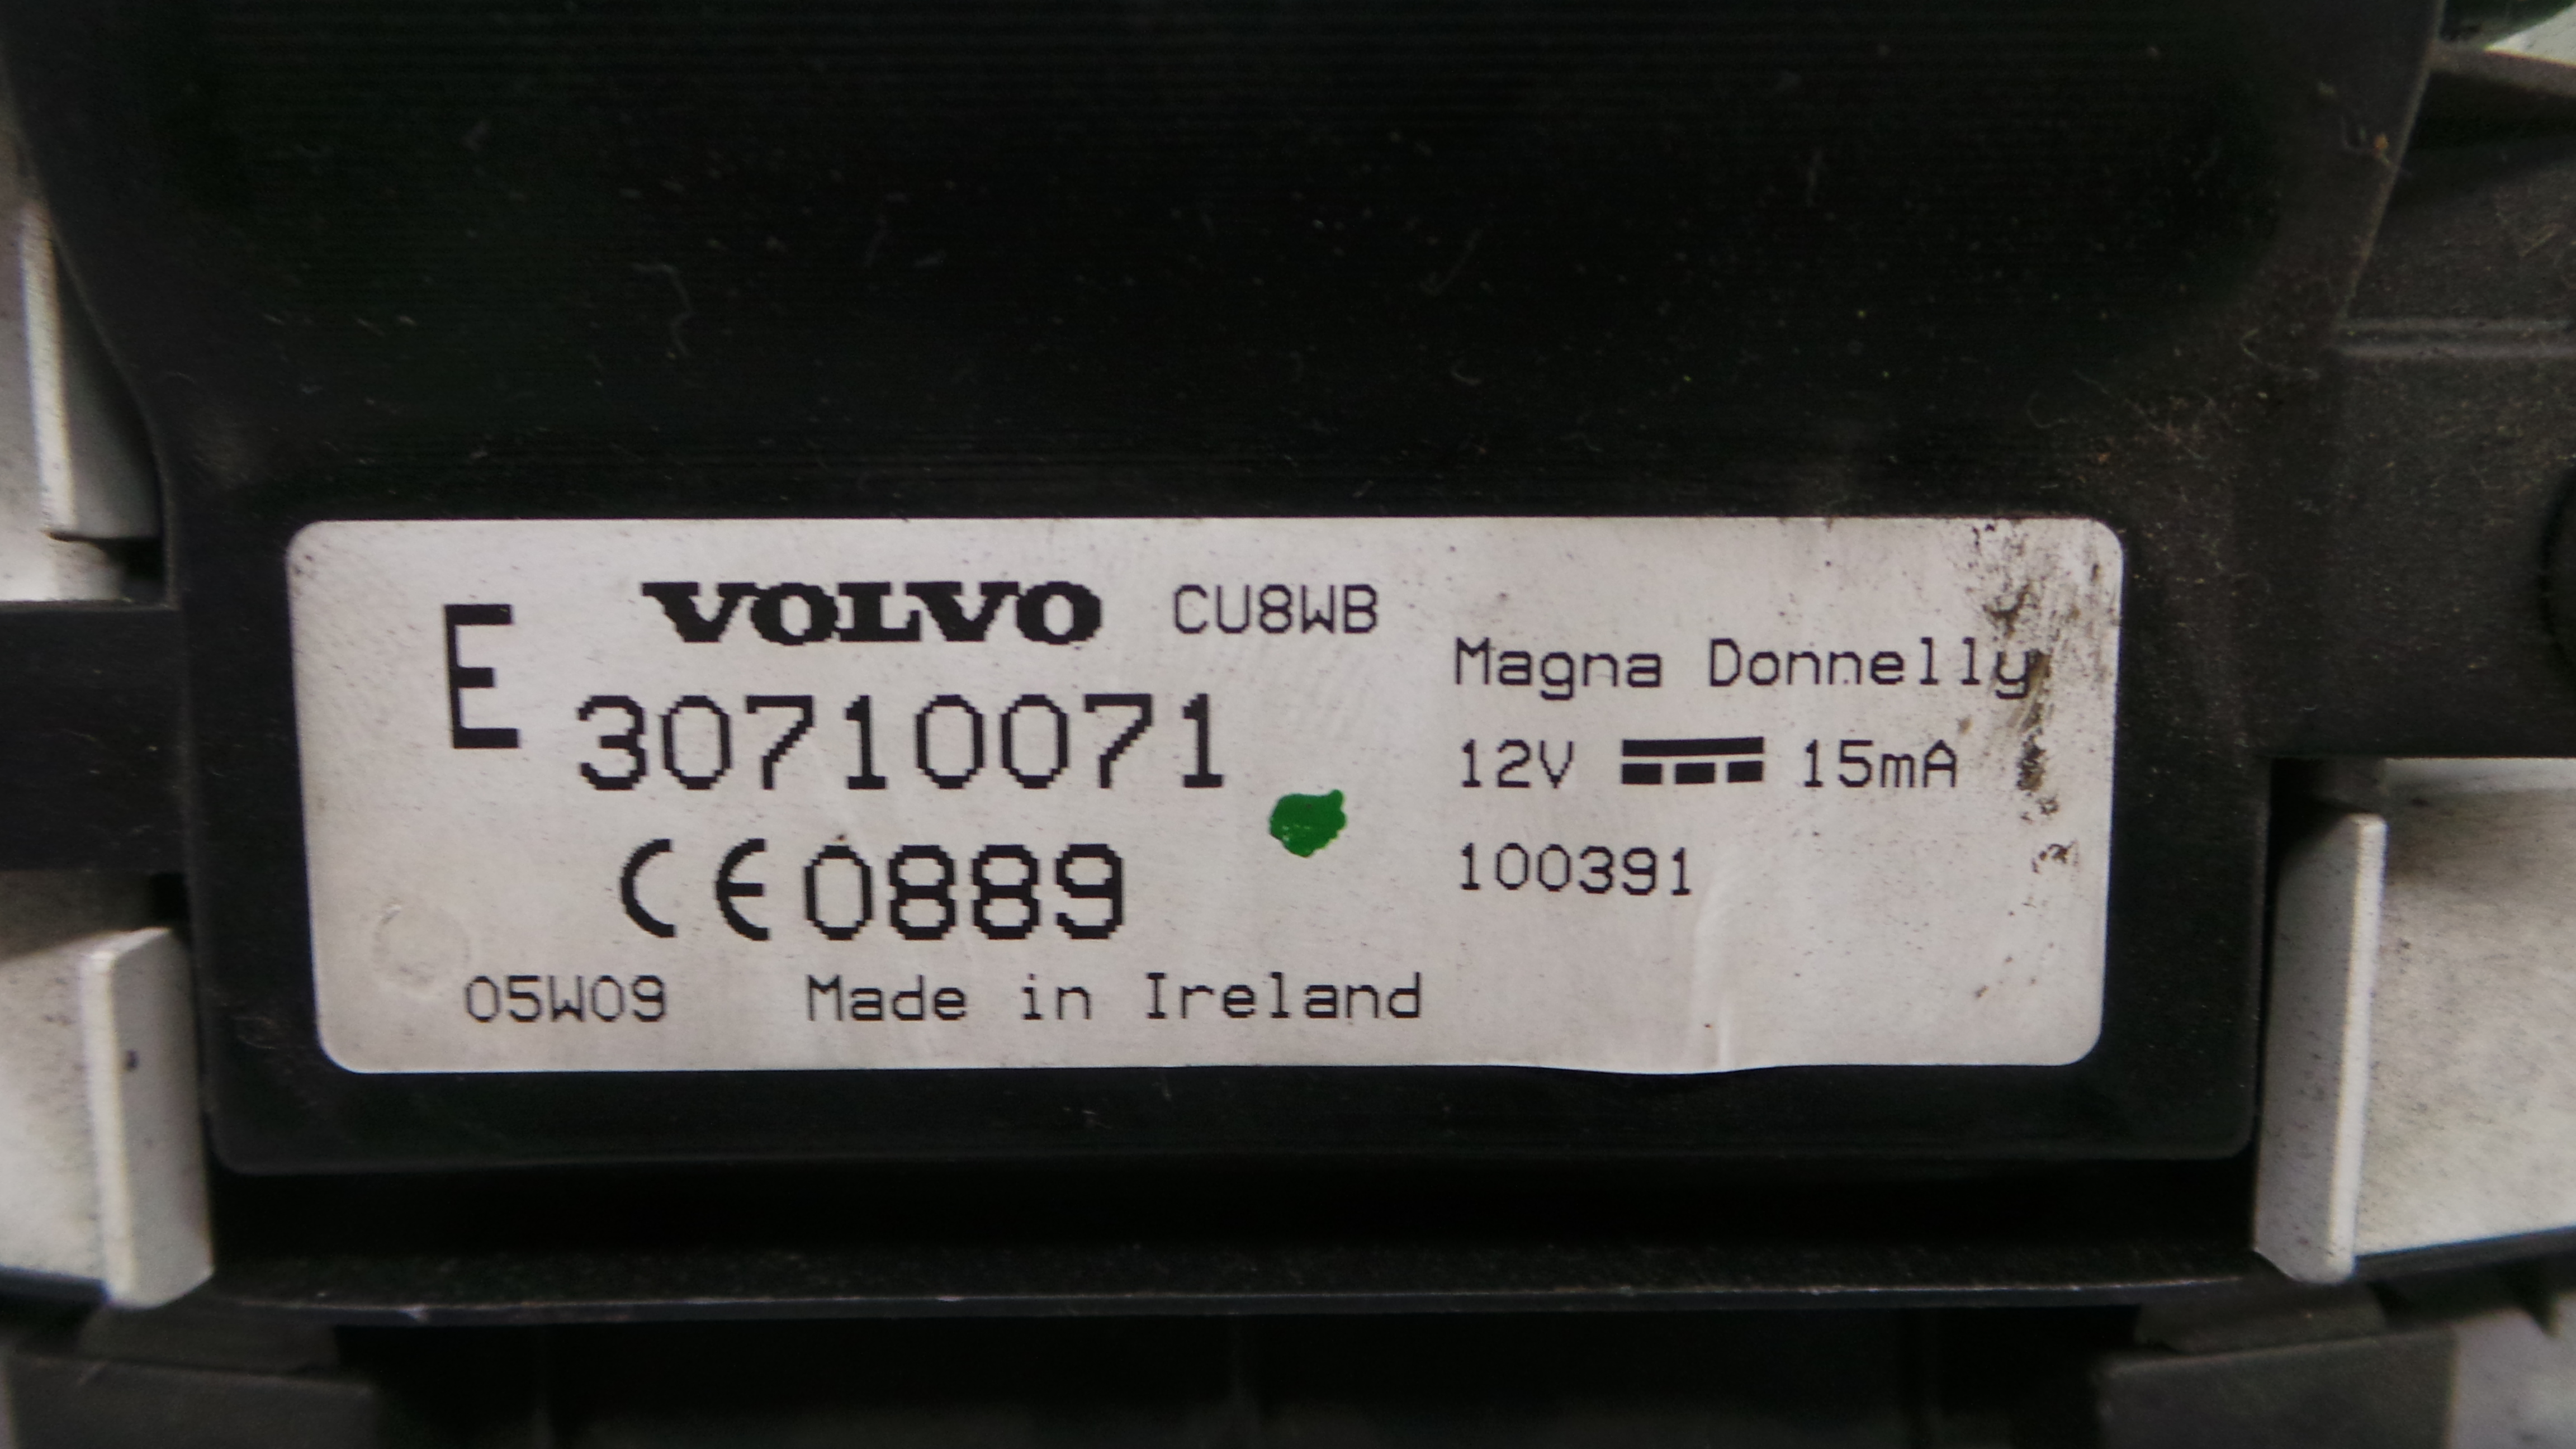 E
VOLVO CU8WB
30710071
CE 0889
05W09 Made in Ireland
Magna Donnelly
12V ⎓ 15mA
100391